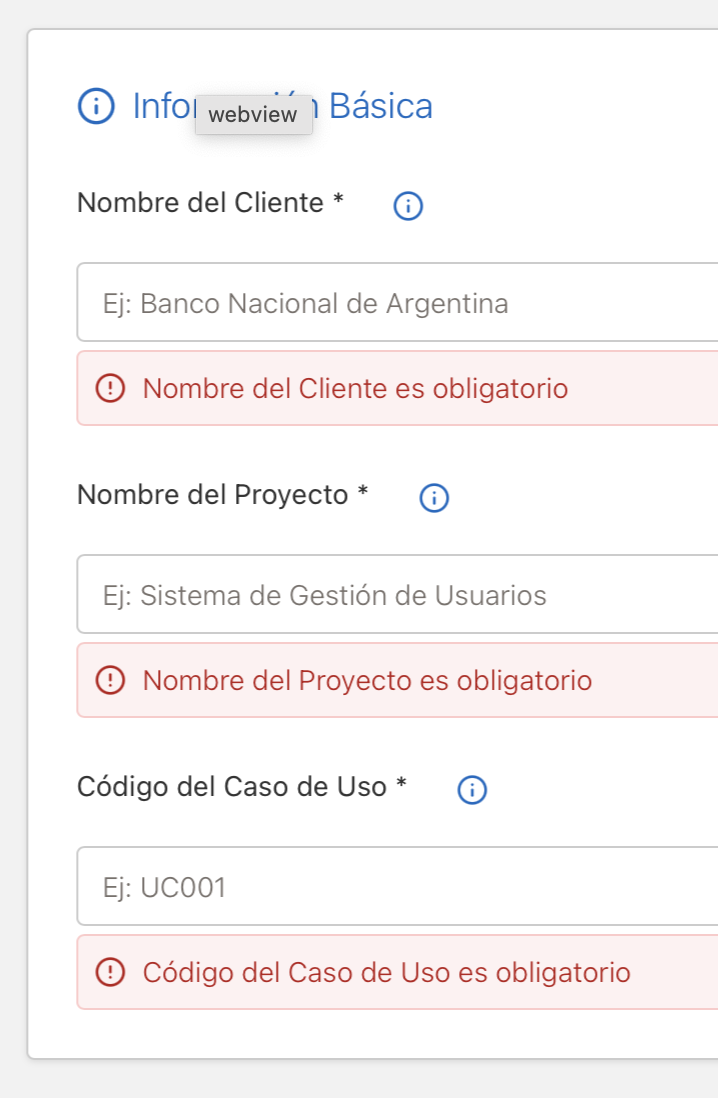 Infor n Básica
webview
Nombre del Cliente *
Ej: Banco Nacional de Argentina
Nombre del Cliente es obligatorio
Nombre del Proyecto *
Ej: Sistema de Gestión de Usuarios
Nombre del Proyecto es obligatorio
Código del Caso de Uso *
Ej: UC001
Código del Caso de Uso es obligatorio